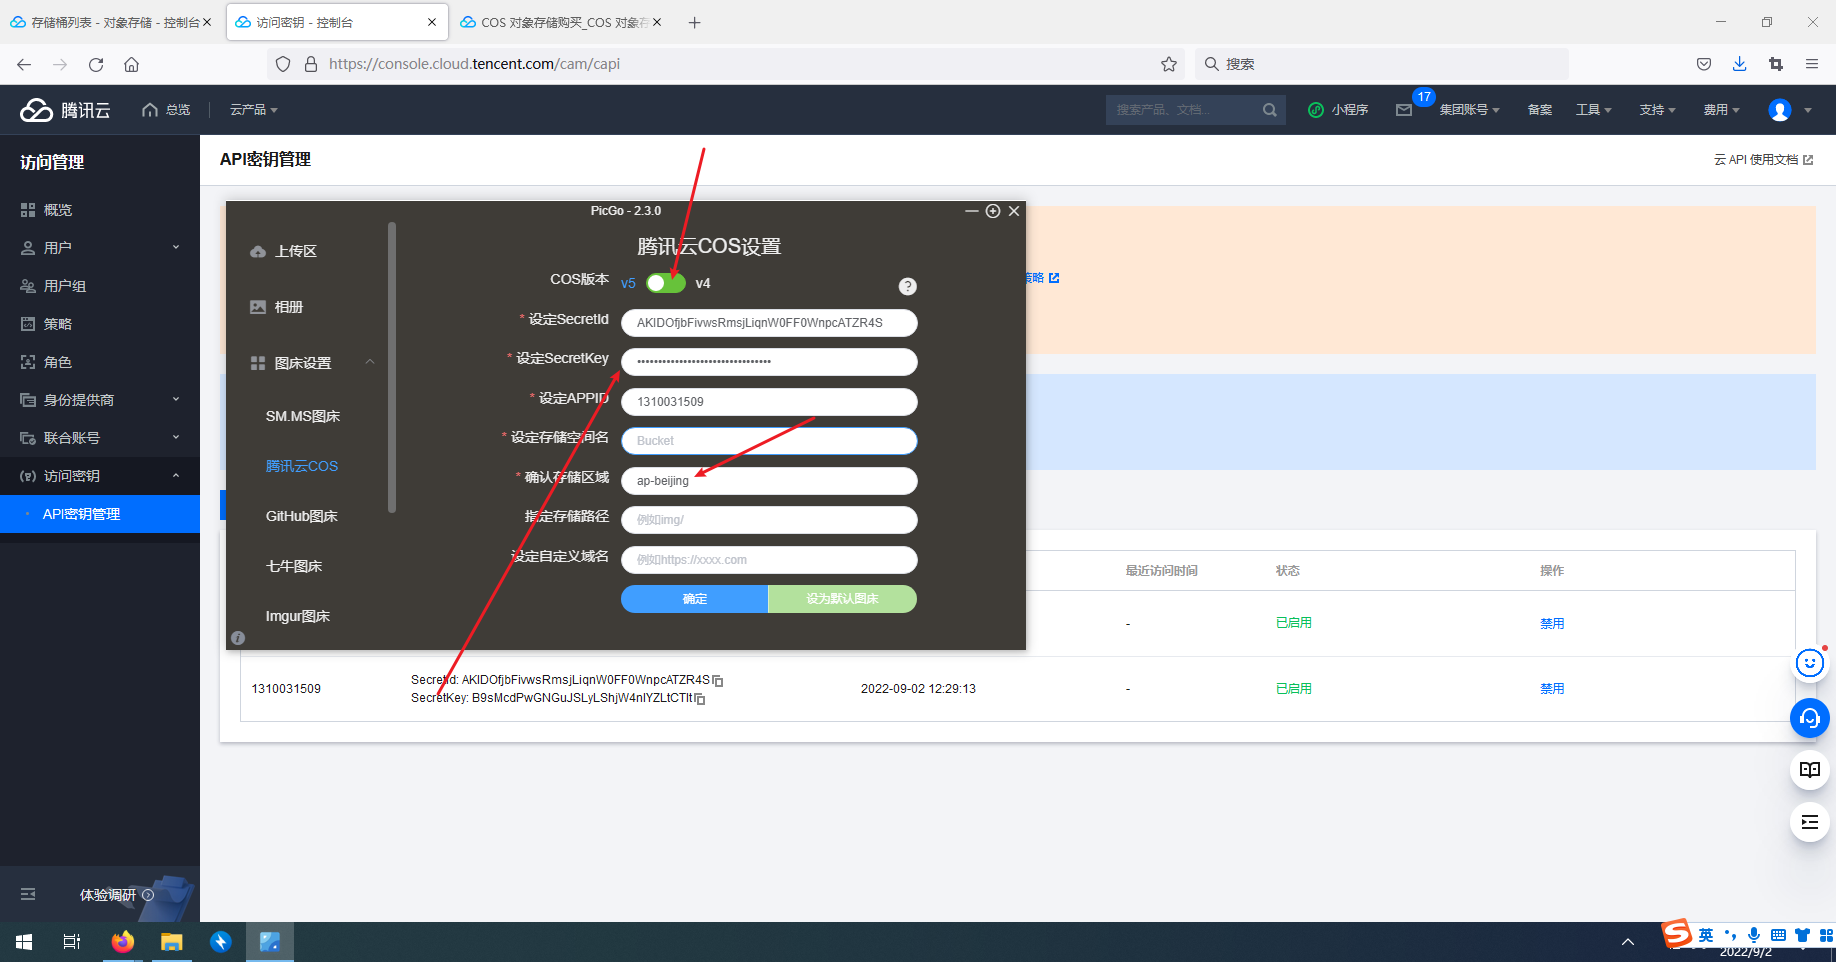 存储桶列表 - 对象存储 - 控制台
访问密钥 - 控制台
COS 对象存储购买_COS 对象存
https://console.cloud.tencent.com/cam/capi
搜索
腾讯云
总览
云产品
搜索产品、文档...
小程序
17
集团账号
备案
工具
支持
费用
访问管理
概览
用户
用户组
策略
角色
身份提供商
联合账号
访问密钥
API密钥管理
体验调研
API密钥管理
云 API 使用文档
策略
PicGo - 2.3.0
上传区
相册
图床设置
SM.MS图床
腾讯云COS
GitHub图床
七牛图床
Imgur图床
腾讯云COS设置
COS版本 v5 v4
?
* 设定SecretId AKIDOfjbFivwsRmsjLiqnW0FF0WnpcATZR4S
* 设定SecretKey ••••••••••••••••••••••••••••••••
* 设定APPID 1310031509
* 设定存储空间名 Bucket
* 确认存储区域 ap-beijing
指定存储路径 例如img/
设定自定义域名 例如https://xxxx.com
确定
设为默认图床
最近访问时间 状态 操作
- 已启用 禁用
1310031509
SecretId: AKIDOfjbFivwsRmsjLiqnW0FF0WnpcATZR4S
SecretKey: B9sMcdPwGNGuJSLyLShjW4nIYZLtCTIt
2022-09-02 12:29:13
- 已启用 禁用
英
2022/9/2